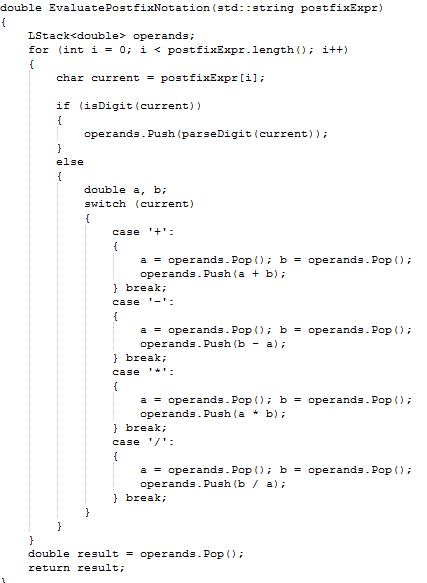 double EvaluatePostfixNotation(std::string postfixExpr)
{
    LStack<double> operands;
    for (int i = 0; i < postfixExpr.length(); i++)
    {
        char current = postfixExpr[i];

        if (isDigit(current))
        {
            operands.Push(parseDigit(current));
        }
        else
        {
            double a, b;
            switch (current)
            {
                case '+':
                {
                    a = operands.Pop(); b = operands.Pop();
                    operands.Push(a + b);
                } break;
                case '-':
                {
                    a = operands.Pop(); b = operands.Pop();
                    operands.Push(b - a);
                } break;
                case '*':
                {
                    a = operands.Pop(); b = operands.Pop();
                    operands.Push(a * b);
                } break;
                case '/':
                {
                    a = operands.Pop(); b = operands.Pop();
                    operands.Push(b / a);
                } break;
            }
        }
    }
    double result = operands.Pop();
    return result;
}